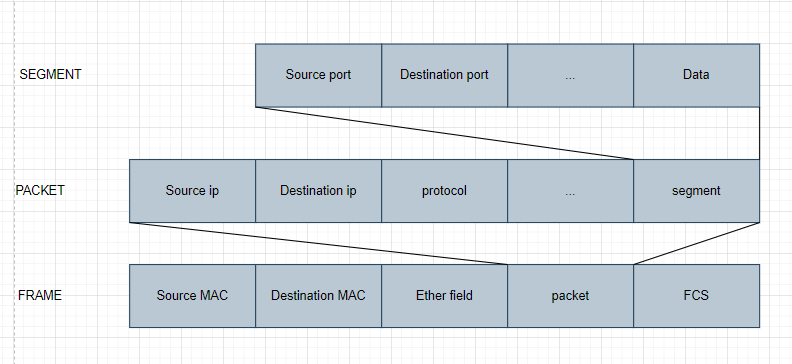 SEGMENT
Source port
Destination port
...
Data
PACKET
Source ip
Destination ip
protocol
...
segment
FRAME
Source MAC
Destination MAC
Ether field
packet
FCS